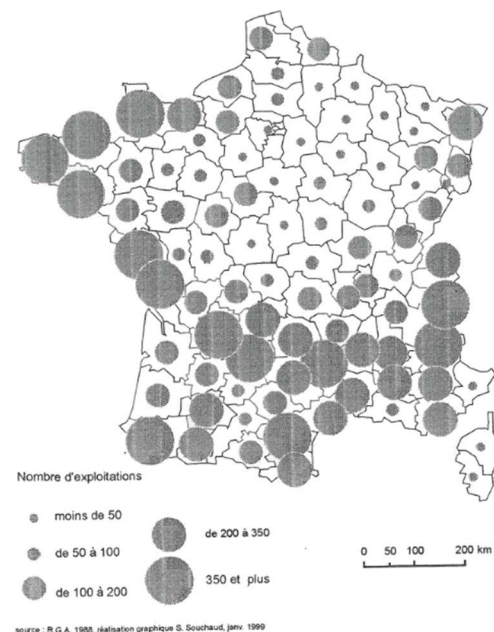 Nombre d'exploitations
moins de 50
de 50 à 100
de 100 à 200
de 200 à 350
350 et plus
0 50 100 200 km
source : R.G.A. 1988, réalisation graphique S. Souchaud, janv. 1999